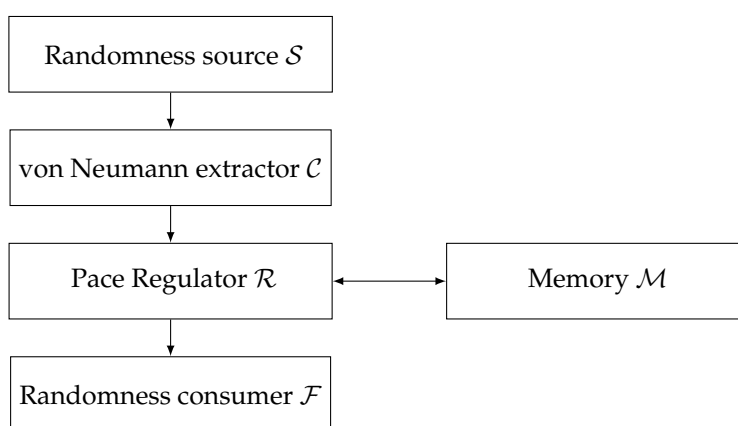 Randomness source 𝒮
von Neumann extractor 𝒞
Pace Regulator ℛ
Memory ℳ
Randomness consumer ℱ